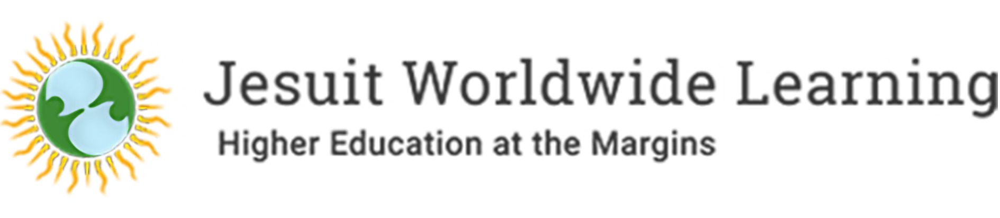 Jesuit Worldwide Learning
Higher Education at the Margins